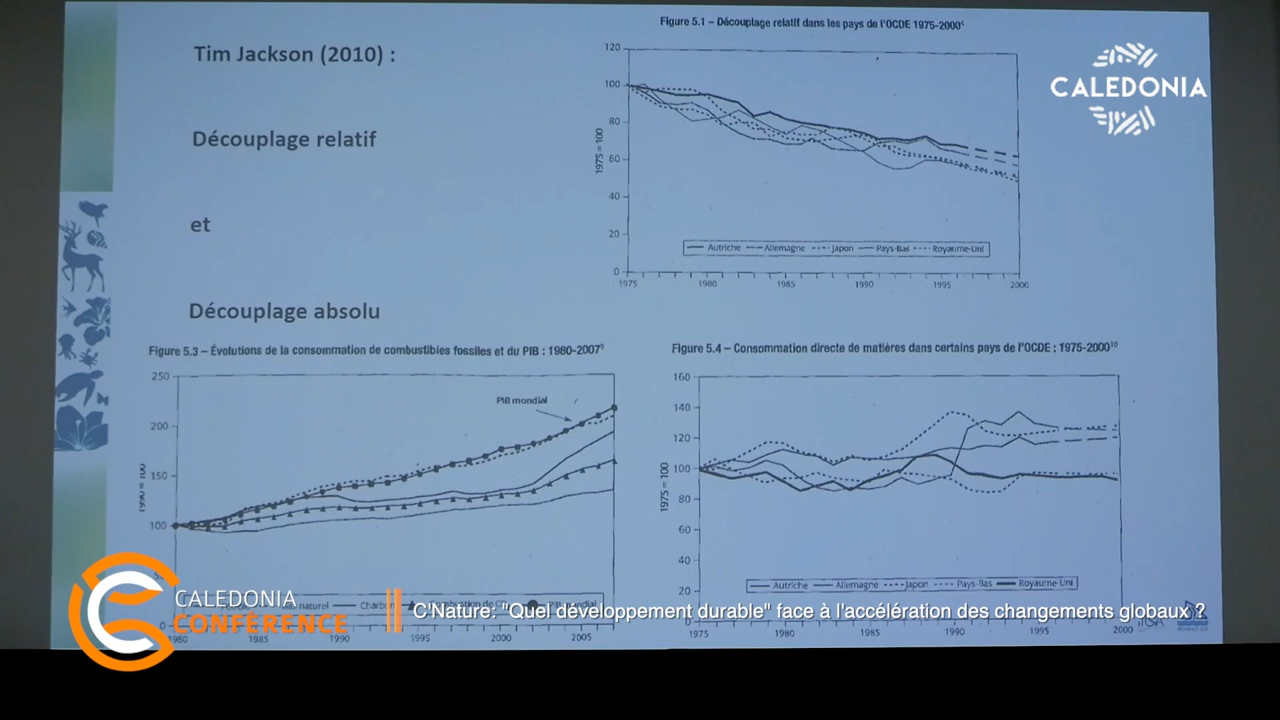 Figure 5.1 – Découplage relatif dans les pays de l'OCDE 1975-2000⁴
Tim Jackson (2010) :
Découplage relatif
et
Découplage absolu
CALEDONIA
120
100
80
60
40
20
0
1975 = 100
Autriche Allemagne Japon Pays-Bas Royaume-Uni
1975 1980 1985 1990 1995 2000
Figure 5.3 – Évolutions de la consommation de combustibles fossiles et du PIB : 1980-2007⁹
250
200
150
100
PIB mondial
0
1980 1985 1990 1995 2000 2005
Figure 5.4 – Consommation directe de matières dans certains pays de l'OCDE : 1975-2000¹⁰
160
140
120
100
80
60
40
20
1975 = 100
Autriche Allemagne Japon Pays-Bas Royaume-Uni
1975 1980 1985 1990 1995 2000
CALEDONIA
CONFÉRENCE
C'Nature: "Quel développement durable" face à l'accélération des changements globaux ?